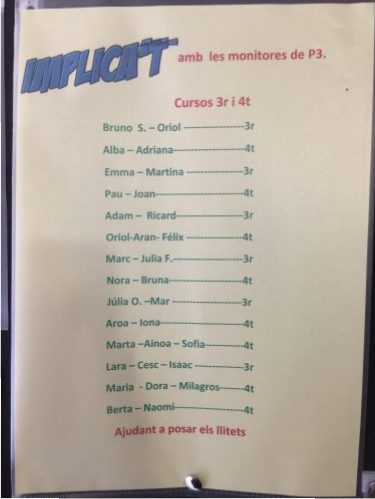 IMPLICA'T amb les monitores de P3.
Cursos 3r i 4t
Bruno S. – Oriol -----------------3r
Alba – Adriana--------------------4t
Emma – Martina ----------------3r
Pau – Joan-------------------------4t
Adam – Ricard-------------------3r
Oriol-Aran- Fèlix ----------------4t
Marc – Julia F.--------------------3r
Nora – Bruna---------------------4t
Júlia O. –Mar --------------------3r
Aroa – Iona------------------------4t
Marta –Ainoa – Sofia-----------4t
Lara – Cesc – Isaac --------------3r
Maria - Dora – Milagros-------4t
Berta – Naomi--------------------4t
Ajudant a posar els llitets